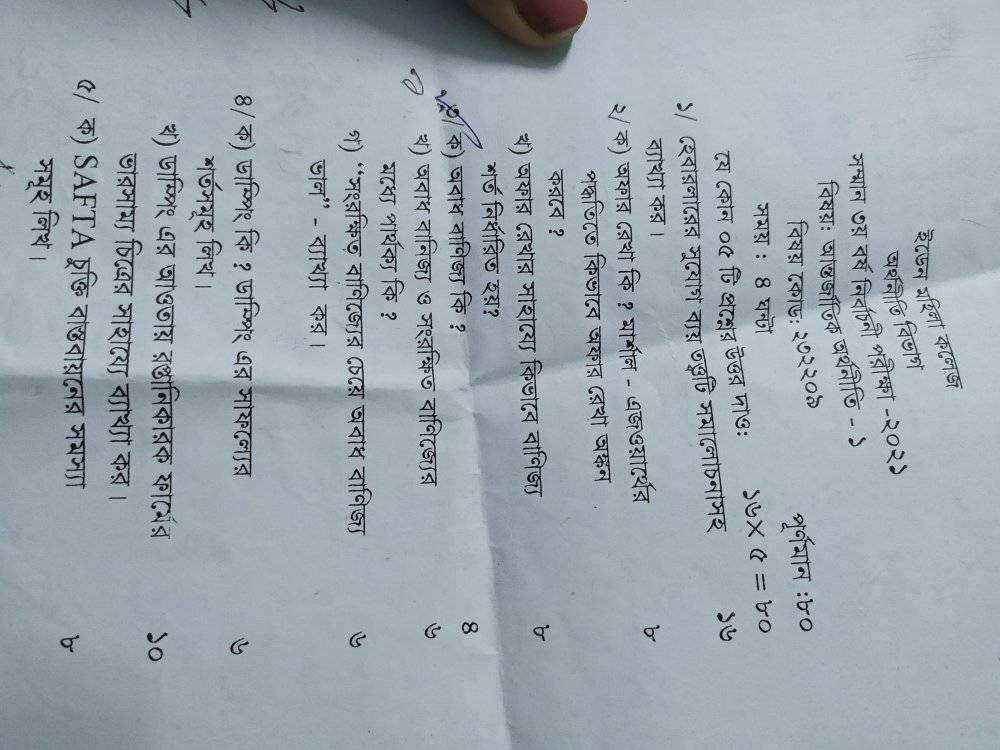 ইডেন মহিলা কলেজ
অর্থনীতি বিভাগ
সম্মান ৩য় বর্ষ নির্বাচনী পরীক্ষা -২০২১
বিষয়: আন্তর্জাতিক অর্থনীতি - ১
বিষয় কোড: ২৩২২০৯
পূর্ণমান :৮০
সময় : ৪ ঘন্টা
যে কোন ০৫ টি প্রশ্নের উত্তর দাও: ১৬×৫=৮০
১/ হেবারলারের সুযোগ ব্যয় তত্ত্বটি সমালোচনাসহ ১৬
ব্যাখ্যা কর।
২/ ক) অফার রেখা কি ? মার্শাল - এজওয়ার্থের ৮
পদ্ধতিতে কিভাবে অফার রেখা অঙ্কন
করবে ?
খ) অফার রেখার সাহায্যে কিভাবে বাণিজ্য ৮
শর্ত নির্ধারিত হয়?
৩/ ক) অবাধ বাণিজ্য কি ? ৪
খ) অবাধ বানিজ্য ও সংরক্ষিত বাণিজ্যের ৬
মধ্যে পার্থক্য কি ?
গ) “সংরক্ষিত বাণিজ্যের চেয়ে অবাধ বাণিজ্য ৬
ভাল” - ব্যাখ্যা কর।
৪/ ক) ডাম্পিং কি ? ডাম্পিং এর সাফল্যের ৬
শর্তসমূহ লিখ।
খ) ডাম্পিং এর আওতায় রপ্তানিকারক ফার্মের ১০
ভারসাম্য চিত্রের সাহায্যে ব্যাখ্যা কর।
৫/ ক) SAFTA চুক্তি বাস্তবায়নের সমস্যা ৮
সমূহ লিখ।